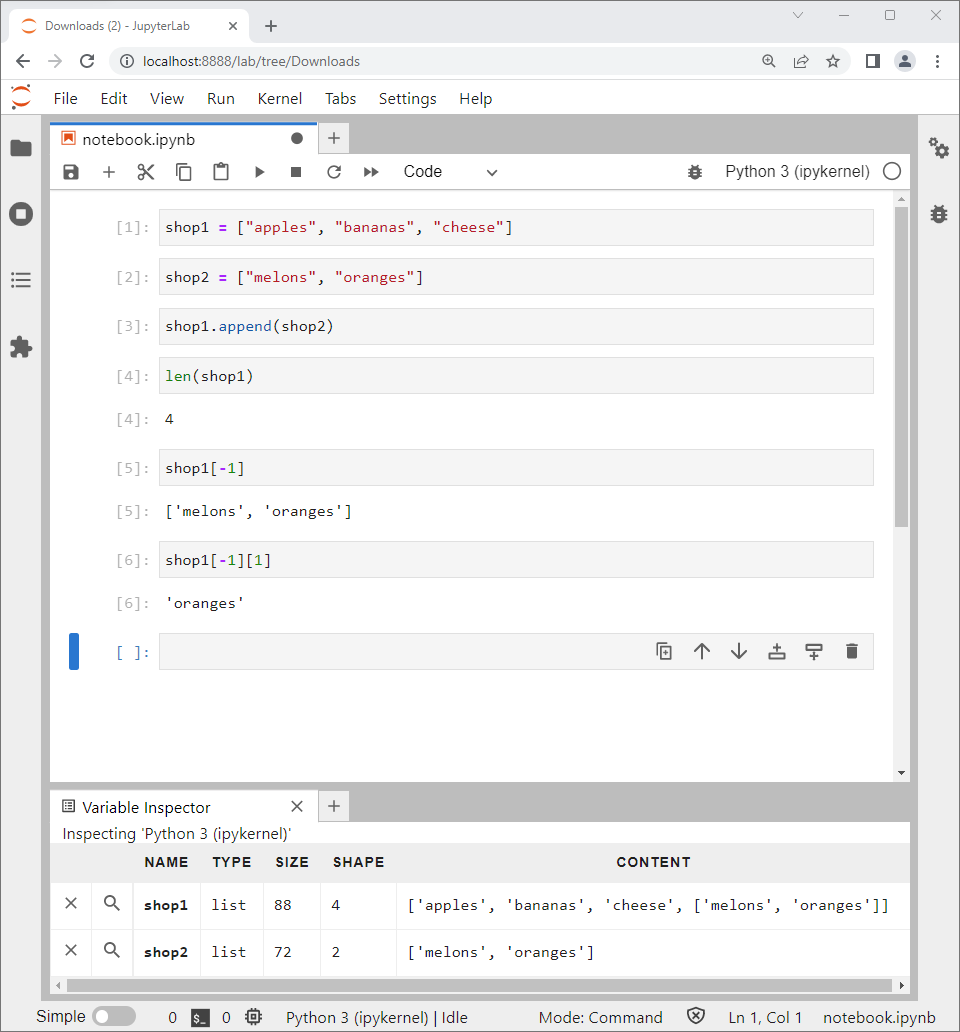 Downloads (2) - JupyterLab
localhost:8888/lab/tree/Downloads
File Edit View Run Kernel Tabs Settings Help
notebook.ipynb
Code Python 3 (ipykernel)
[1]: shop1 = ["apples", "bananas", "cheese"]
[2]: shop2 = ["melons", "oranges"]
[3]: shop1.append(shop2)
[4]: len(shop1)
[4]: 4
[5]: shop1[-1]
[5]: ['melons', 'oranges']
[6]: shop1[-1][1]
[6]: 'oranges'
[ ]:
Variable Inspector
Inspecting 'Python 3 (ipykernel)'
NAME TYPE SIZE SHAPE CONTENT
shop1 list 88 4 ['apples', 'bananas', 'cheese', ['melons', 'oranges']]
shop2 list 72 2 ['melons', 'oranges']
Simple 0 $_ 0 Python 3 (ipykernel) | Idle Mode: Command Ln 1, Col 1 notebook.ipynb